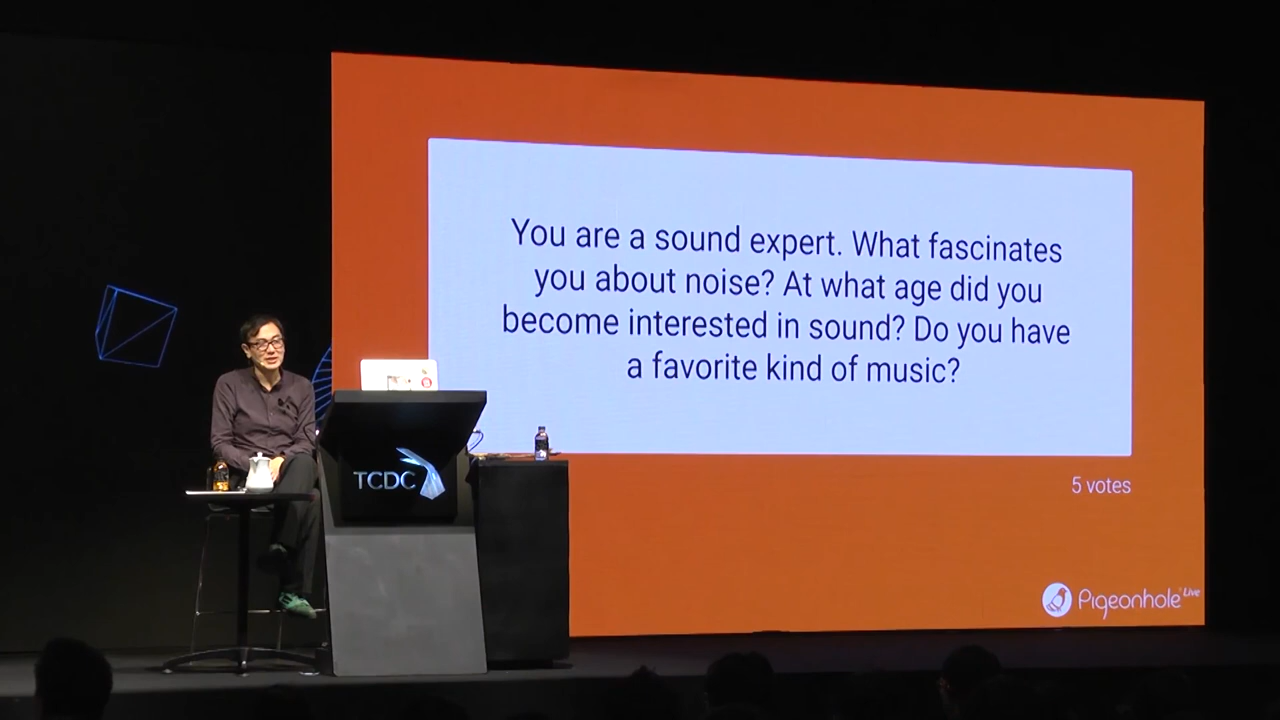 You are a sound expert. What fascinates
you about noise? At what age did you
become interested in sound? Do you have
a favorite kind of music?
5 votes
TCDC
Pigeonhole Live